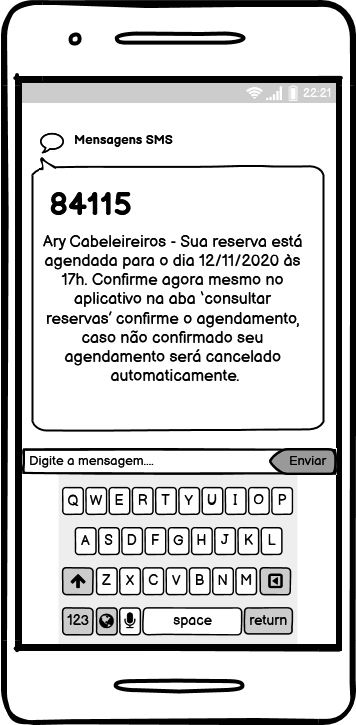 22:21
Mensagens SMS
84115
Ary Cabeleireiros - Sua reserva está
agendada para o dia 12/11/2020 às
17h. Confirme agora mesmo no
aplicativo na aba ‘consultar
reservas’ confirme o agendamento,
caso não confirmado seu
agendamento será cancelado
automaticamente.
Digite a mensagem.... Enviar
Q W E R T Y U I O P
A S D F G H J K L
Z X C V B N M
123 space return